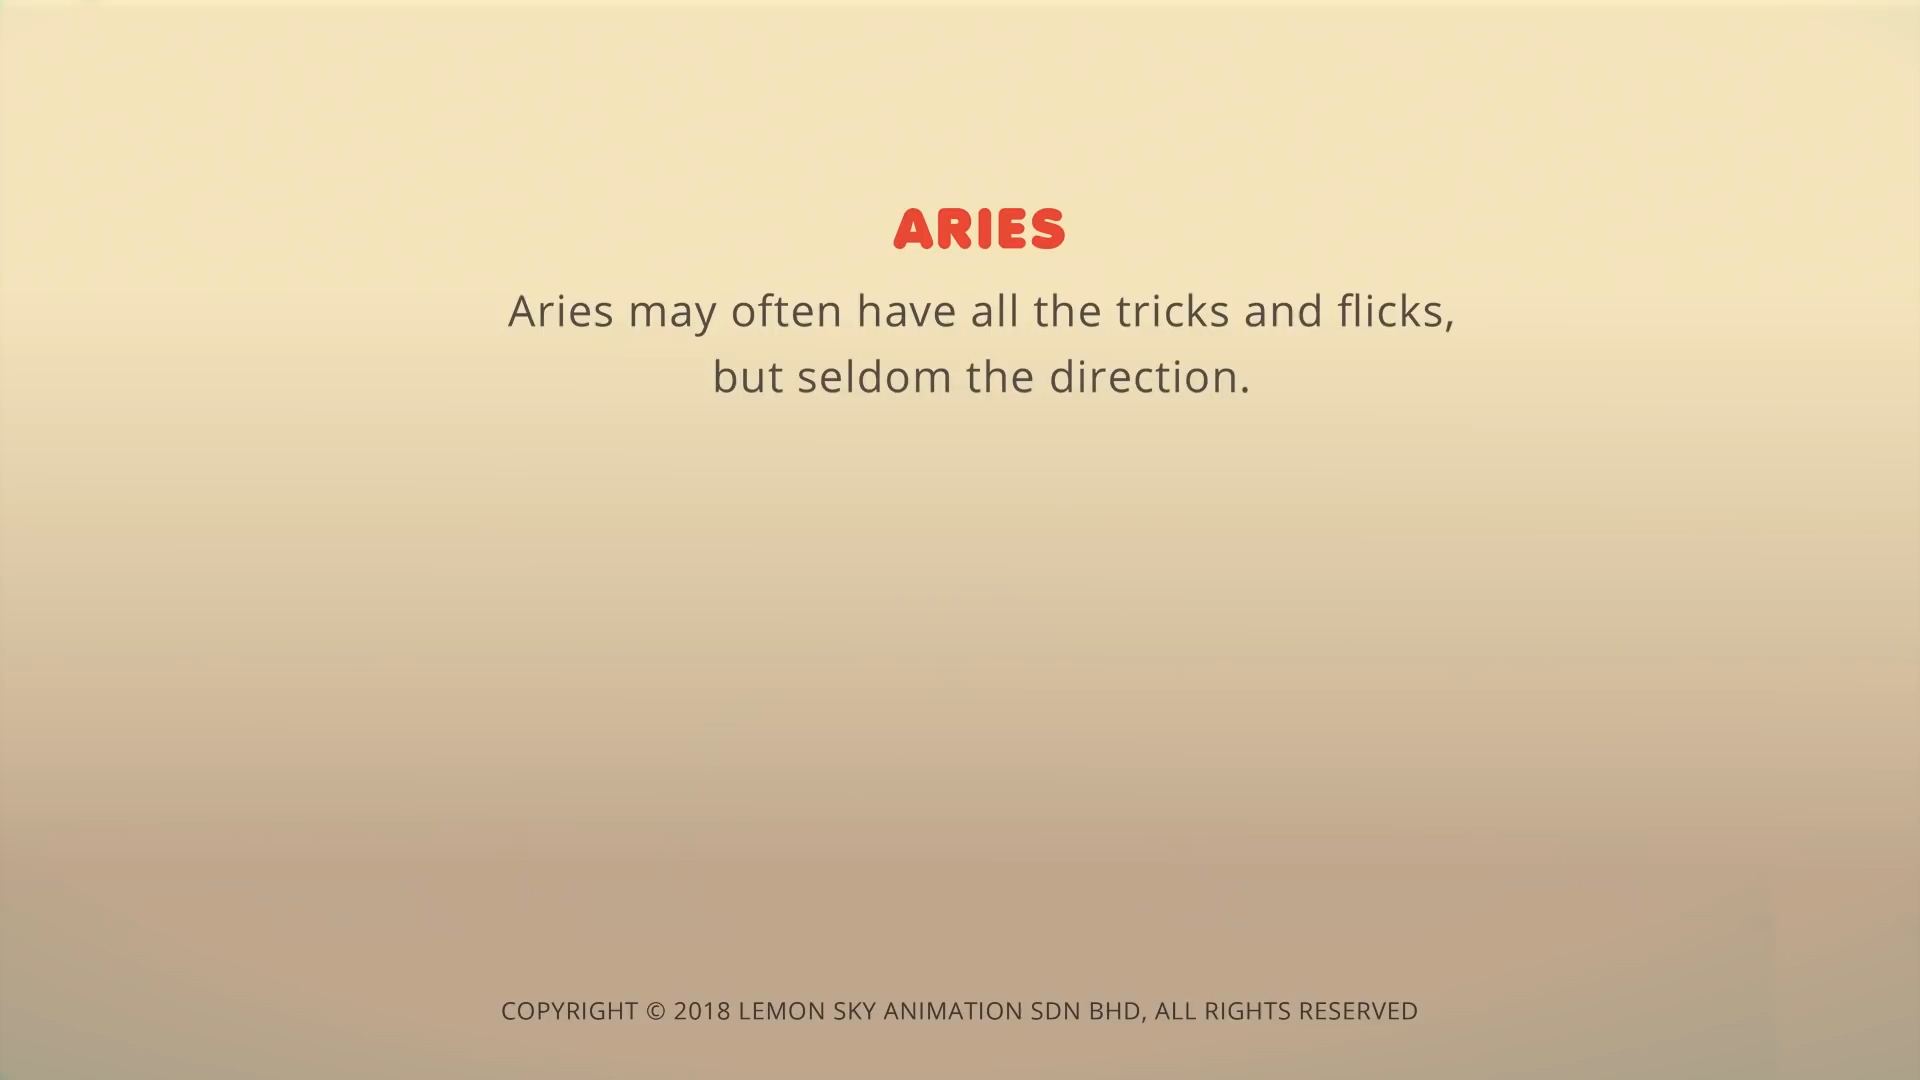 ARIES
Aries may often have all the tricks and flicks,
but seldom the direction.
COPYRIGHT © 2018 LEMON SKY ANIMATION SDN BHD, ALL RIGHTS RESERVED